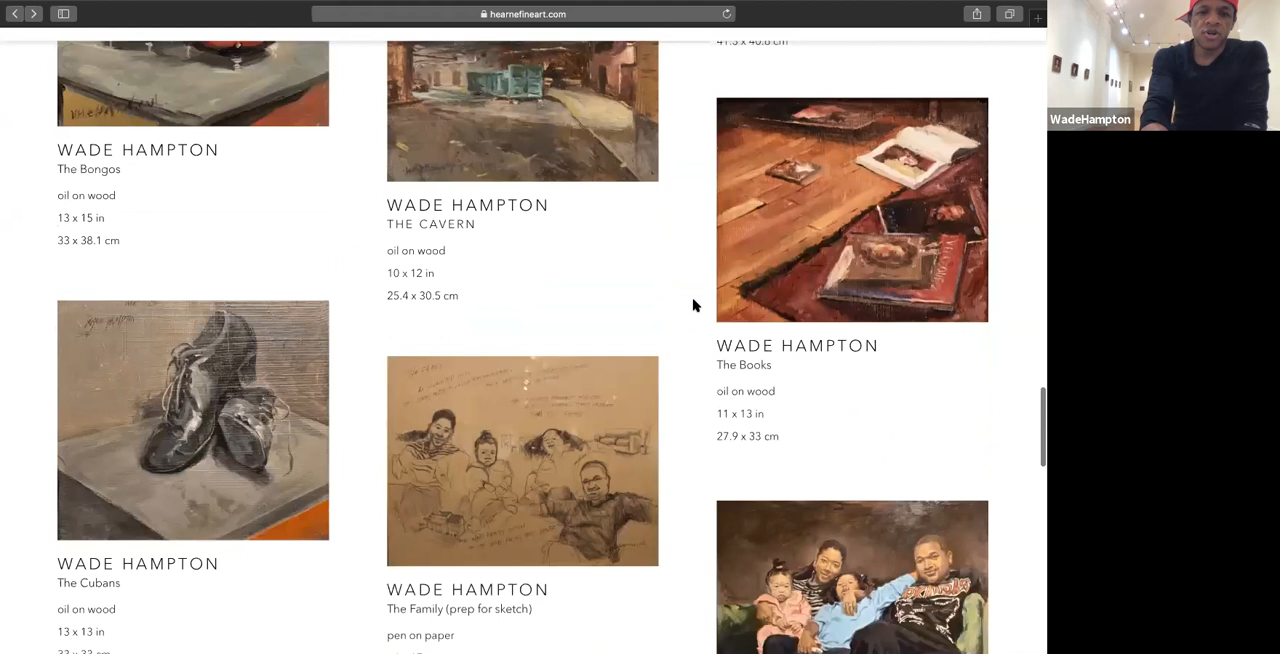 hearnefineart.com
WadeHampton
WADE HAMPTON
The Bongos
oil on wood
13 x 15 in
33 x 38.1 cm
WADE HAMPTON
The Cubans
oil on wood
13 x 13 in
33 x 33 cm
WADE HAMPTON
THE CAVERN
oil on wood
10 x 12 in
25.4 x 30.5 cm
WADE HAMPTON
The Family (prep for sketch)
pen on paper
41.3 x 40.6 cm
WADE HAMPTON
The Books
oil on wood
11 x 13 in
27.9 x 33 cm